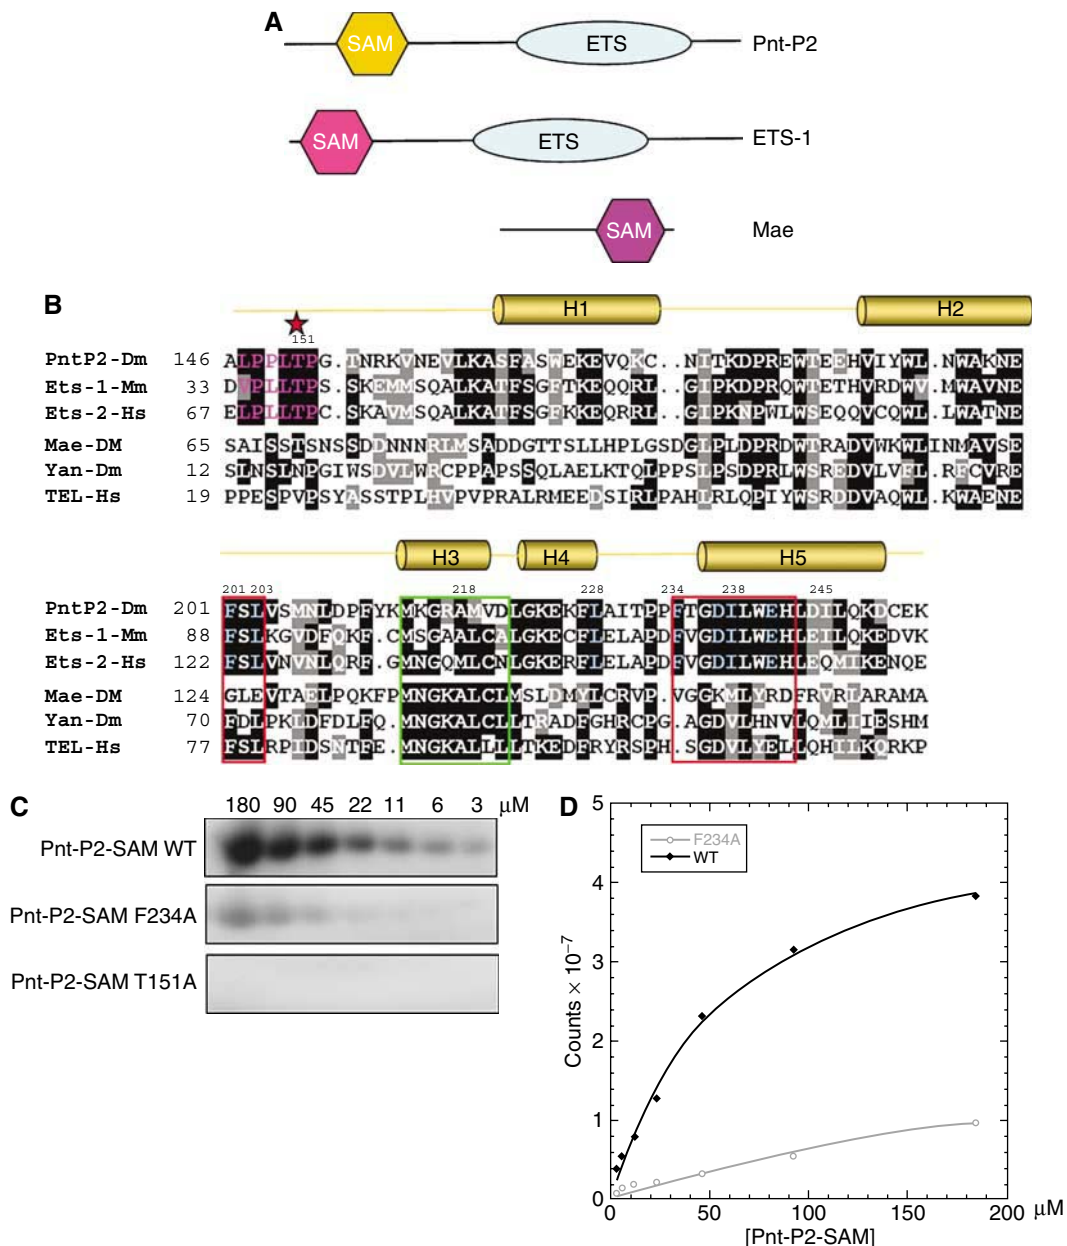 A
SAM ETS Pnt-P2
SAM ETS ETS-1
SAM Mae
B
H1 H2
151
PntP2-Dm 146 ALPPLTPG.TNRKVNEVLKASFASWEKEVQKC..NITKDPREWTEEHVIYWL.NWAKNE
Ets-1-Mm 33 DVPLLTPS.SKEMMSQALKATFSGFTKEQQRL..GIPKDPRQWTETHVRDWV.MWAVNE
Ets-2-Hs 67 ELPLLTPC.SKAVMSQALKATFSGFKKEQRRL..GIPKNPWLWSEQQVCQWL.LWATNE
Mae-DM 65 SAISSTSNSSDDNNNRLMSADDGTTSLLHPLGSDGLPLDPRDWTRADVWKWLINMAVSE
Yan-Dm 12 SLNSLNPGIWSDVLWRCPPAPSSQLAELKTQLPPSLPSDPRLWSREDVLVFL.RFCVRE
TEL-Hs 19 PPESPVPSYASSTPLHVPVPRALRMEEDSIRLPAHLRLQPIYWSRDDVAQWL.KWAENE
H3 H4 H5
201 203 218 228 234 238 245
PntP2-Dm 201 FSLVSMNLDPFYKMKGRAMVDLGKEKFLAITPPFTGDILWEHLDILQKDCEK
Ets-1-Mm 88 FSLKGVDFQKF.CMSGAALCALGKECFLELAPDFVGDILWEHLEILQKEDVK
Ets-2-Hs 122 FSLVNVNLQRF.GMNGQMLCNLGKERFLELAPDFVGDILWEHLEQMIKENQE
Mae-DM 124 GLEVTAELPQKFPMNGKALCLMSLDMYLCRVP.VGGKMLYRDFRVRLARAMA
Yan-Dm 70 FDLPKLDFDLFQ.MNGKALCLLTRADFGHRCPG.AGDVLHNVLQMLIIESHM
TEL-Hs 77 FSLRPIDSNTFE.MNGKALLLLTKEDFRYRSPH.SGDVLYELLQHILKQRKP
C
180 90 45 22 11 6 3 μM
Pnt-P2-SAM WT
Pnt-P2-SAM F234A
Pnt-P2-SAM T151A
D
F234A
WT
Counts × 10⁻⁷
5
4
3
2
1
0
0 50 100 150 200 μM
[Pnt-P2-SAM]